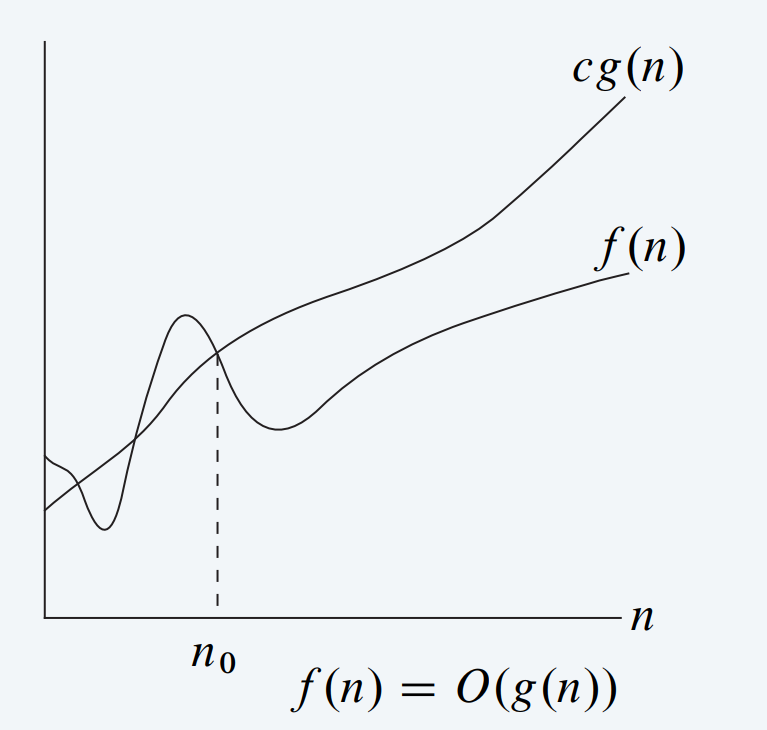 cg(n)
f(n)
n
n₀
f(n) = O(g(n))